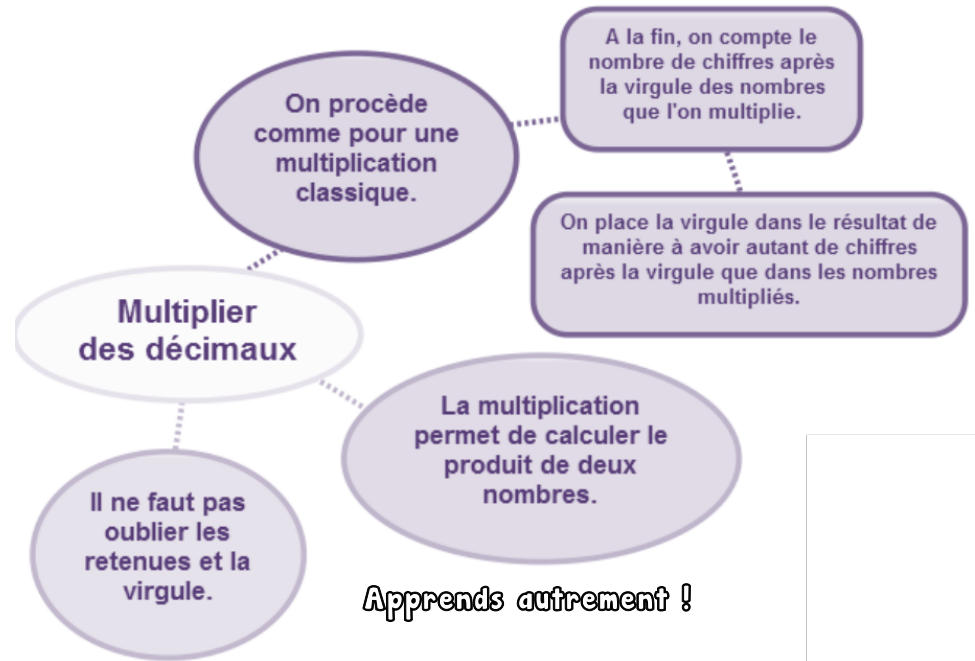 A la fin, on compte le
nombre de chiffres après
la virgule des nombres
que l'on multiplie.
On procède
comme pour une
multiplication
classique.
On place la virgule dans le résultat de
manière à avoir autant de chiffres
après la virgule que dans les nombres
multipliés.
Multiplier
des décimaux
La multiplication
permet de calculer le
produit de deux
nombres.
Il ne faut pas
oublier les
retenues et la
virgule.
Apprends autrement !